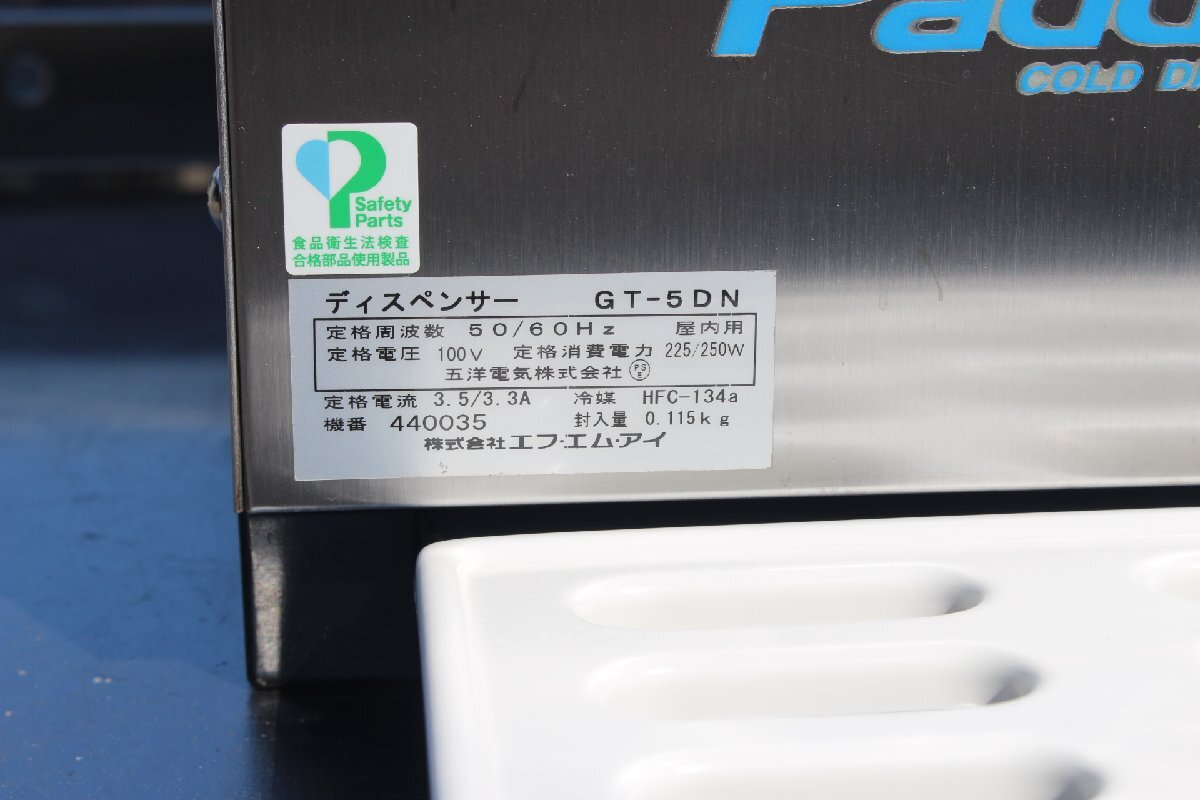 COLD
Safety
Parts
食品衛生法検査
合格部品使用製品
ディスペンサー GT-5DN
定格周波数 50/60Hz 屋内用
定格電圧 100V 定格消費電力 225/250W
五洋電気株式会社 PSE
定格電流 3.5/3.3A 冷媒 HFC-134a
機番 440035 封入量 0.115kg
株式会社エフ・エム・アイ